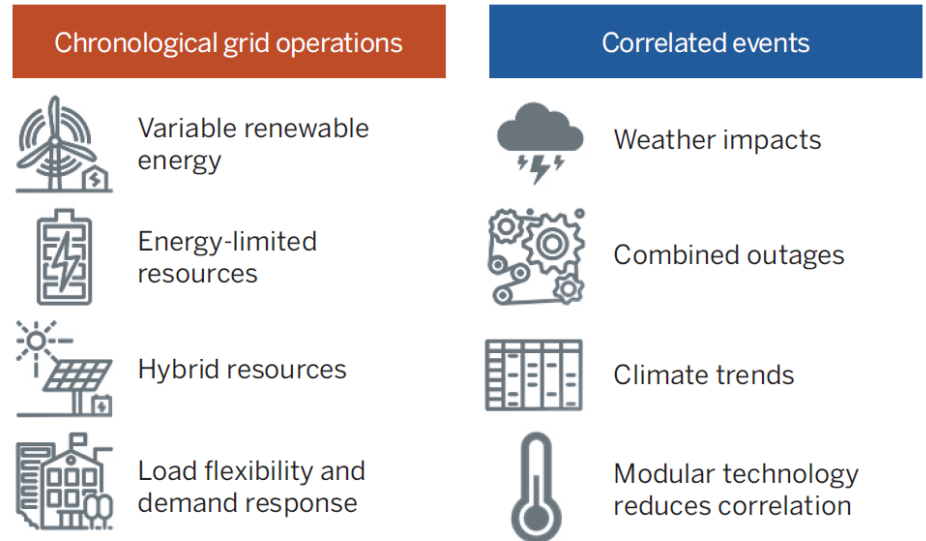 Chronological grid operations
Variable renewable
energy
Energy-limited
resources
Hybrid resources
Load flexibility and
demand response
Correlated events
Weather impacts
Combined outages
Climate trends
Modular technology
reduces correlation